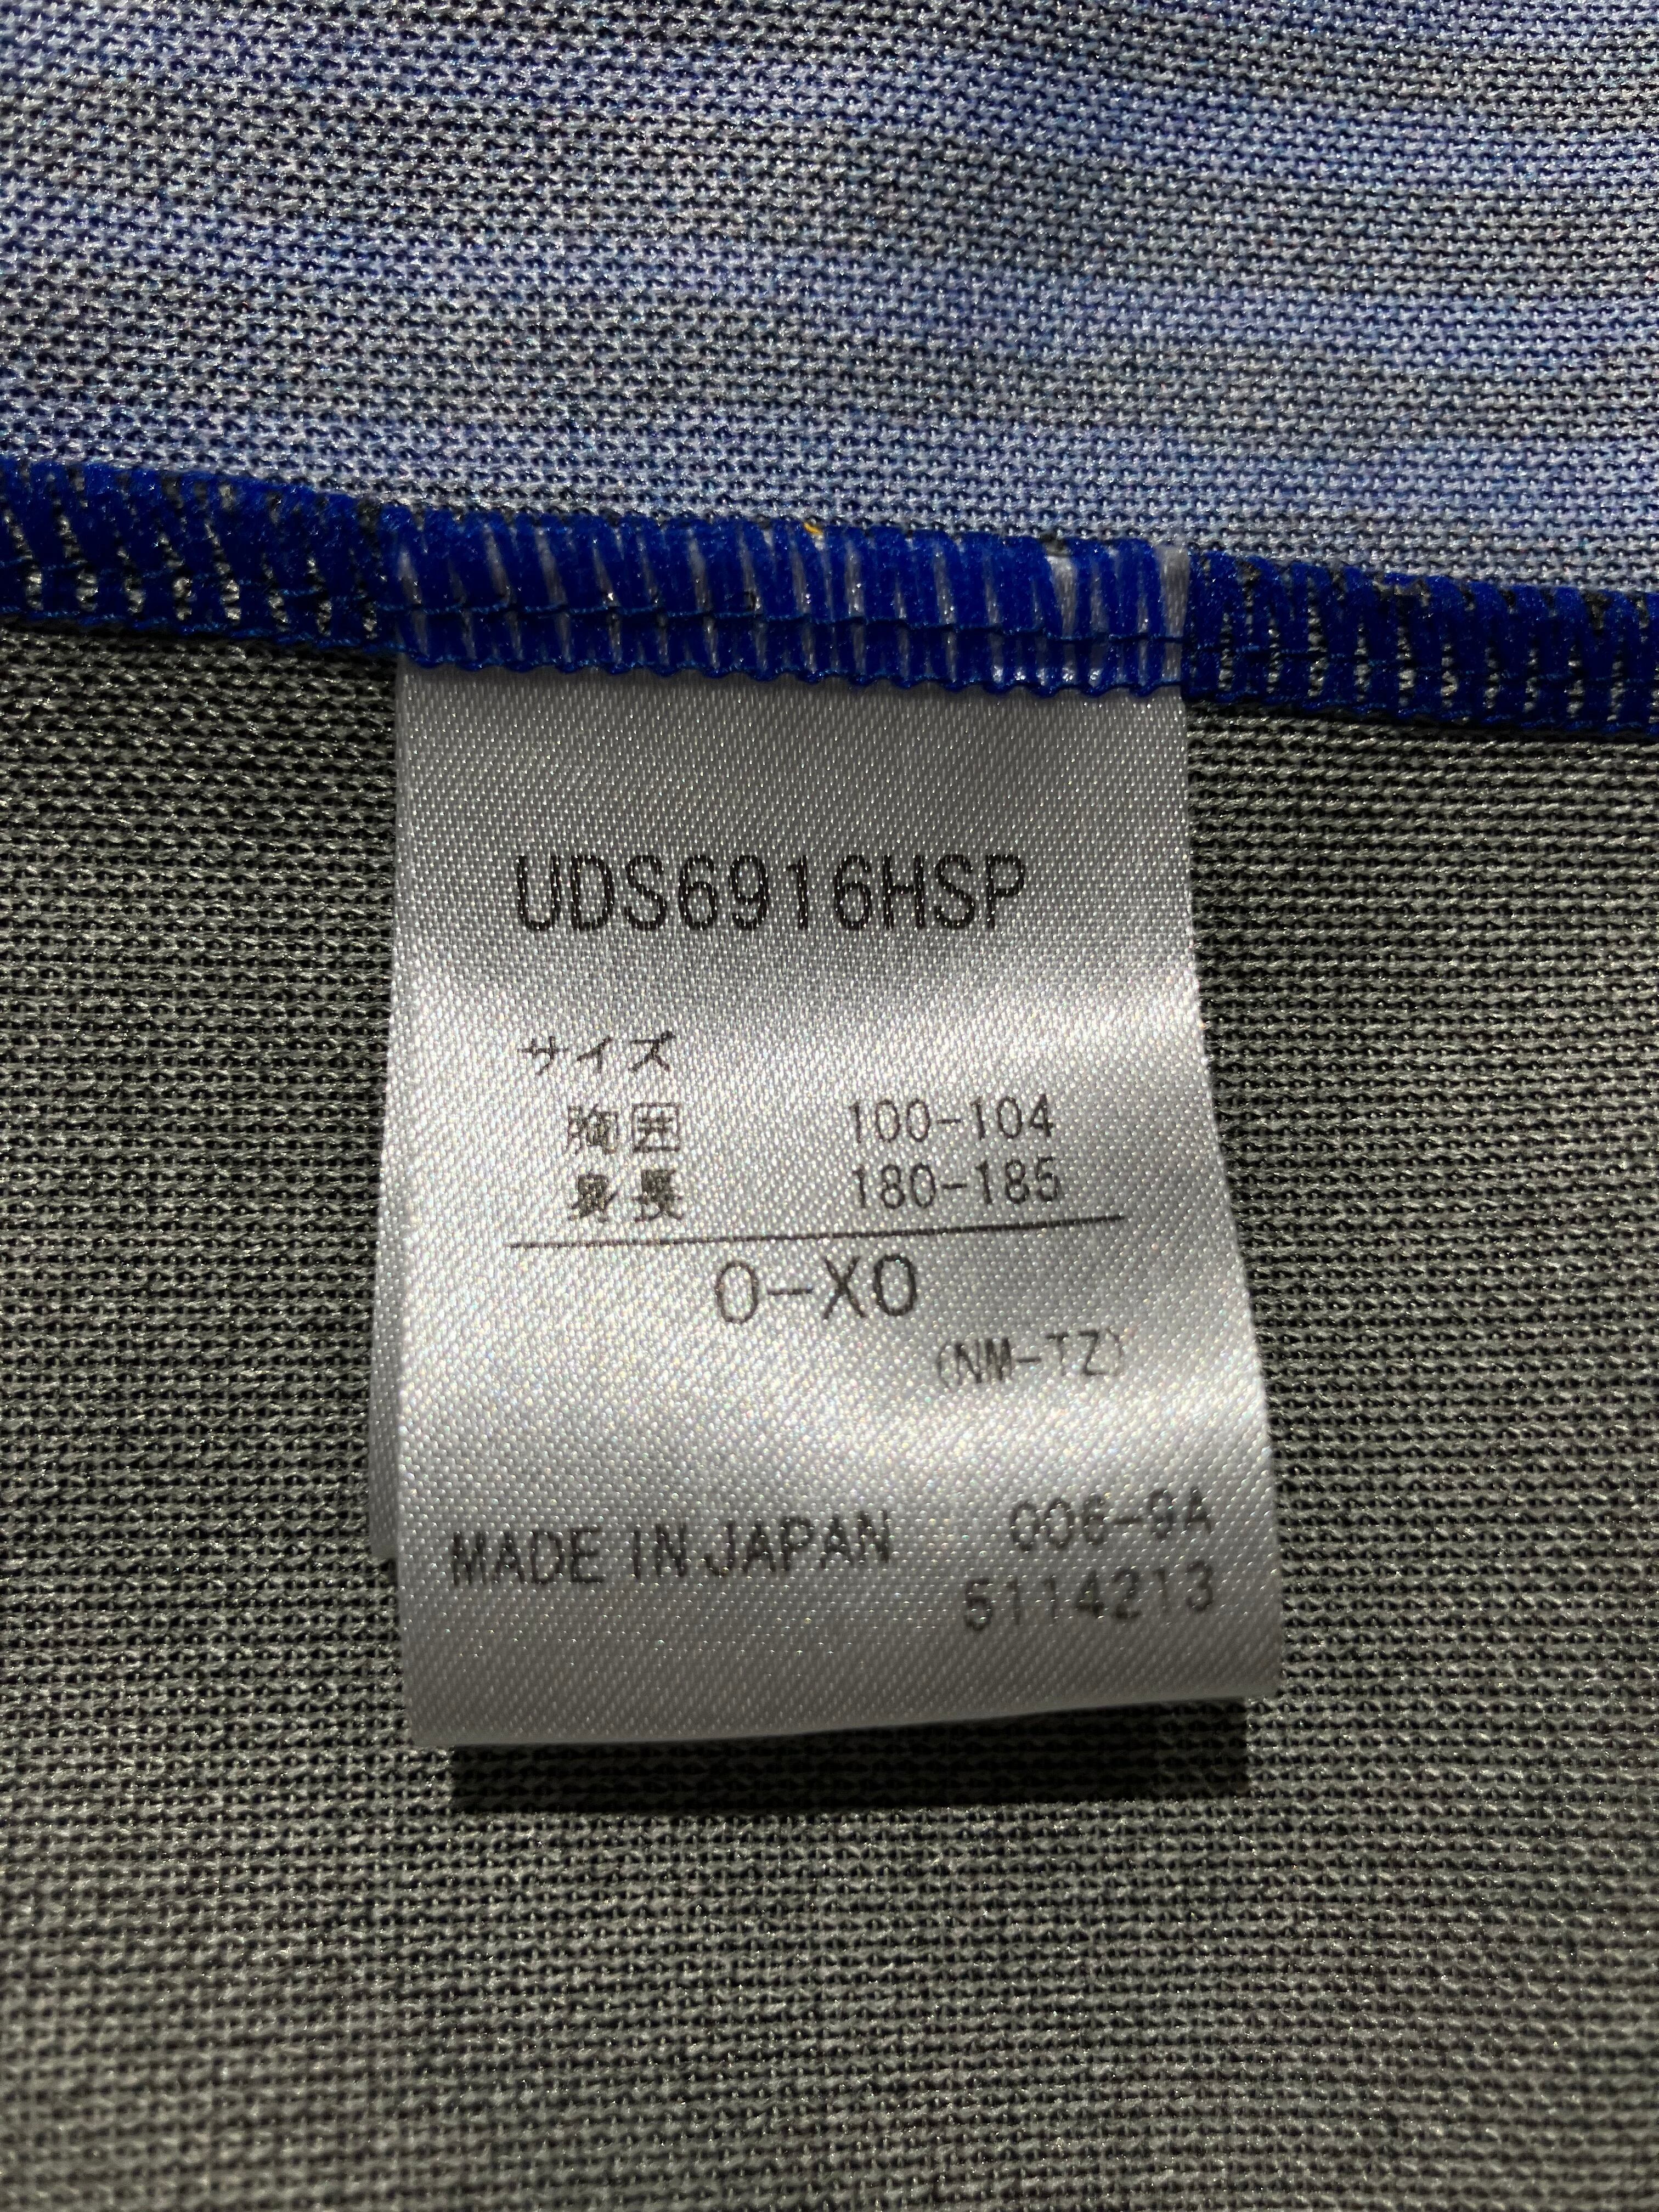 UDS6916HSP
サイズ
胸囲 100-104
身長 180-185
O-XO
(NM-TZ)
MADE IN JAPAN 006-9A
5114213